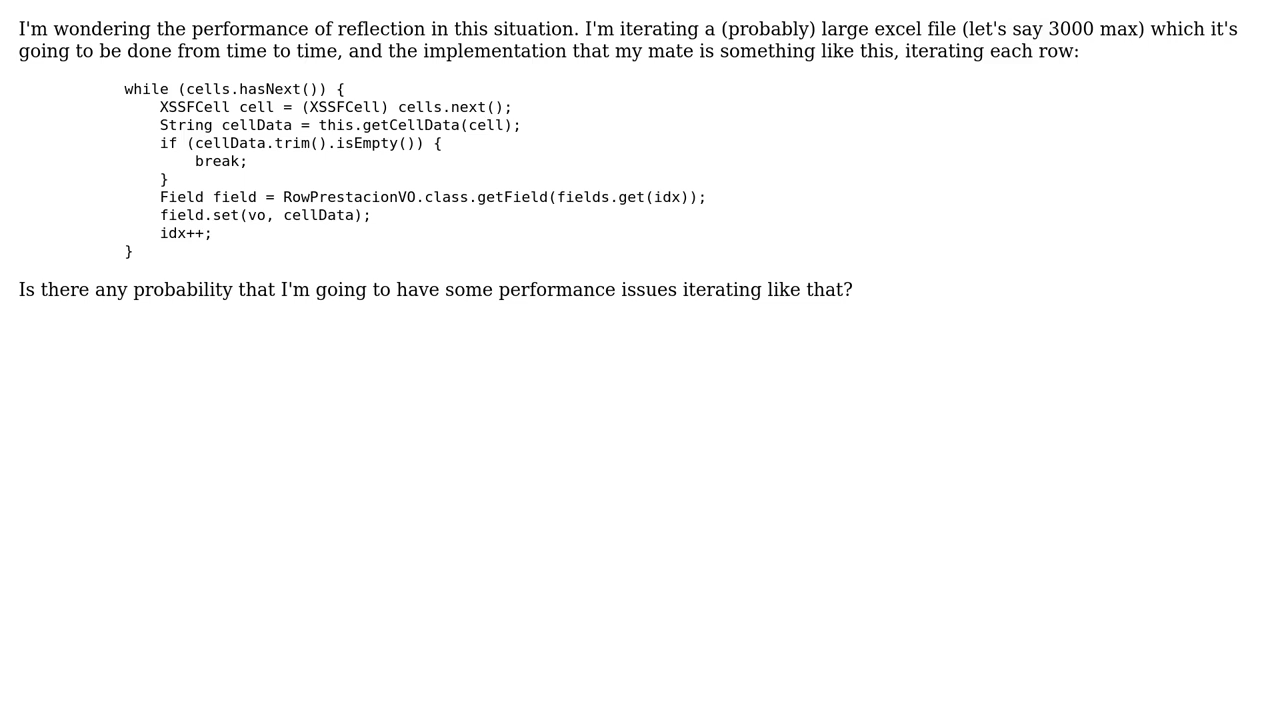 I'm wondering the performance of reflection in this situation. I'm iterating a (probably) large excel file (let's say 3000 max) which it's
going to be done from time to time, and the implementation that my mate is something like this, iterating each row:
while (cells.hasNext()) {
    XSSFCell cell = (XSSFCell) cells.next();
    String cellData = this.getCellData(cell);
    if (cellData.trim().isEmpty()) {
        break;
    }
    Field field = RowPrestacionVO.class.getField(fields.get(idx));
    field.set(vo, cellData);
    idx++;
}
Is there any probability that I'm going to have some performance issues iterating like that?